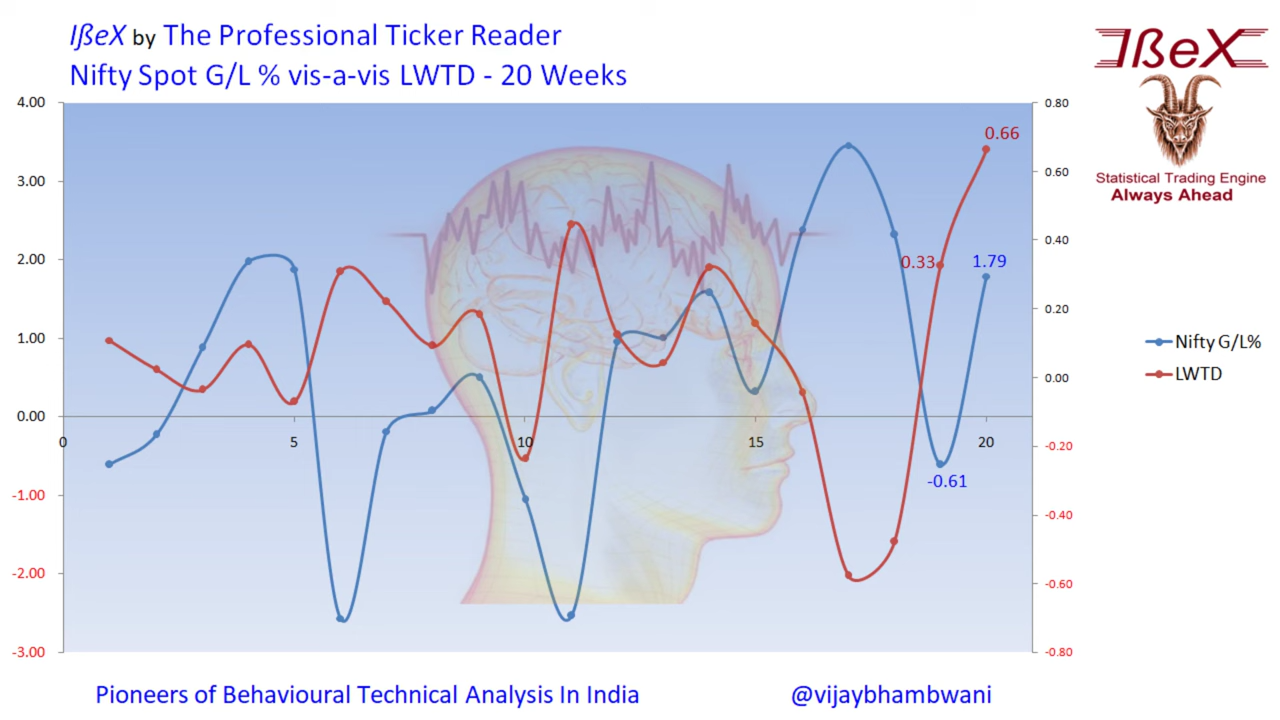 IßeX by The Professional Ticker Reader
Nifty Spot G/L % vis-a-vis LWTD - 20 Weeks
IßeX
Statistical Trading Engine
Always Ahead
4.00
3.00
2.00
1.00
0.00
-1.00
-2.00
-3.00
0.80
0.60
0.40
0.20
0.00
-0.20
-0.40
-0.60
-0.80
0
5
10
15
20
0.66
0.33
1.79
-0.61
Nifty G/L%
LWTD
Pioneers of Behavioural Technical Analysis In India
@vijaybhambwani